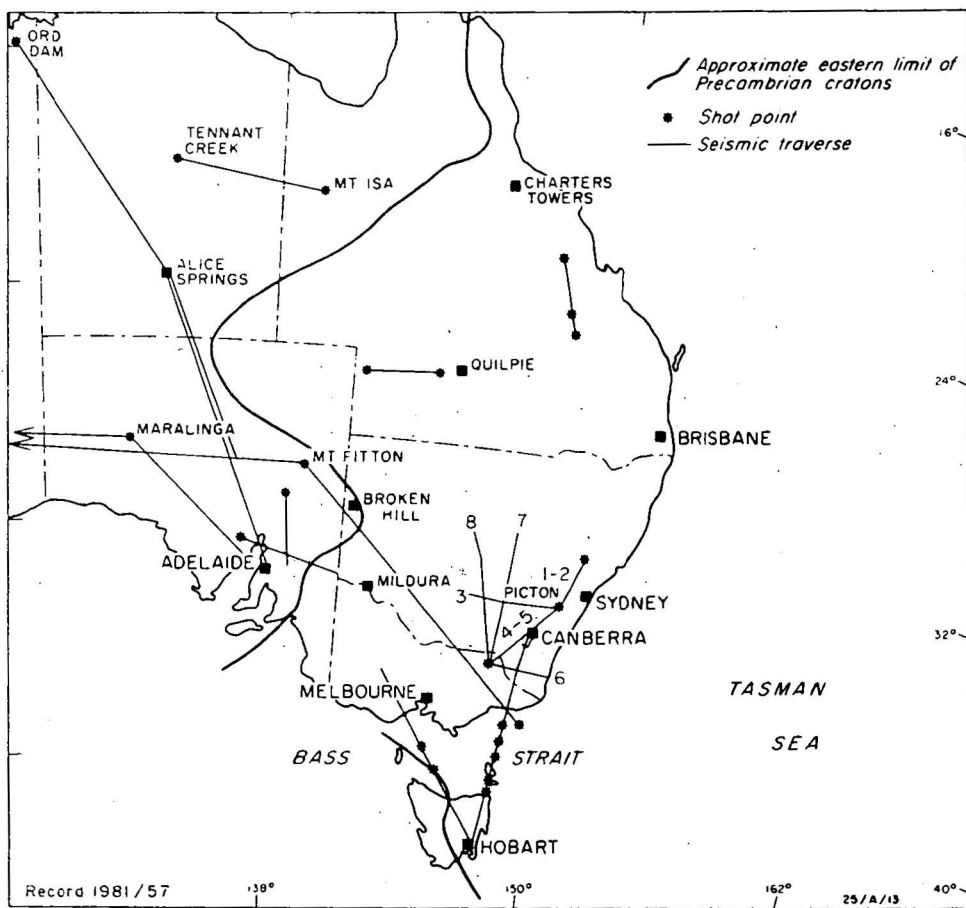 ORD
DAM
Approximate eastern limit of
Precambrian cratons
Shot point
Seismic traverse
16°
TENNANT
CREEK
MT ISA
CHARTERS
TOWERS
ALICE
SPRINGS
QUILPIE
24°
MARALINGA
MT FITTON
BRISBANE
BROKEN
HILL
8
7
ADELAIDE
MILDURA
3
1-2
PICTON
SYDNEY
4-5
CANBERRA
32°
6
MELBOURNE
TASMAN
SEA
BASS
STRAIT
HOBART
Record 1981/57
138°
150°
162°
40°
25/A/13